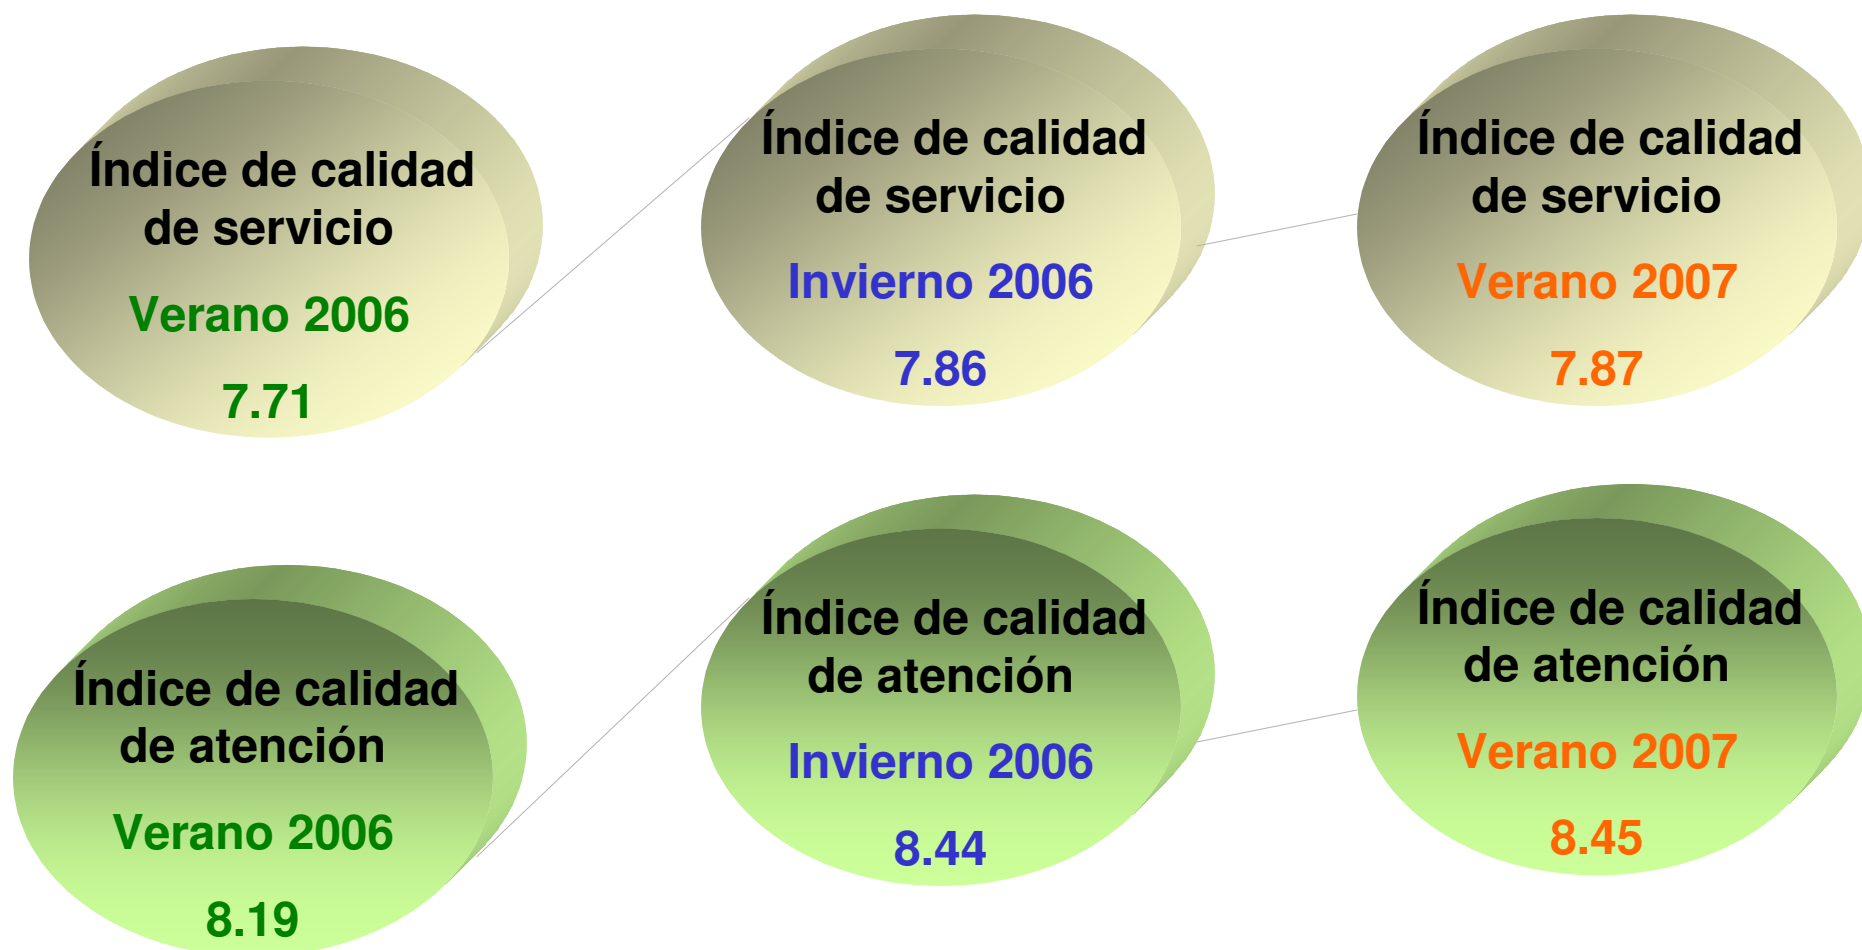 Índice de calidad
de servicio
Verano 2006
7.71
Índice de calidad
de servicio
Invierno 2006
7.86
Índice de calidad
de servicio
Verano 2007
7.87
Índice de calidad
de atención
Verano 2006
8.19
Índice de calidad
de atención
Invierno 2006
8.44
Índice de calidad
de atención
Verano 2007
8.45